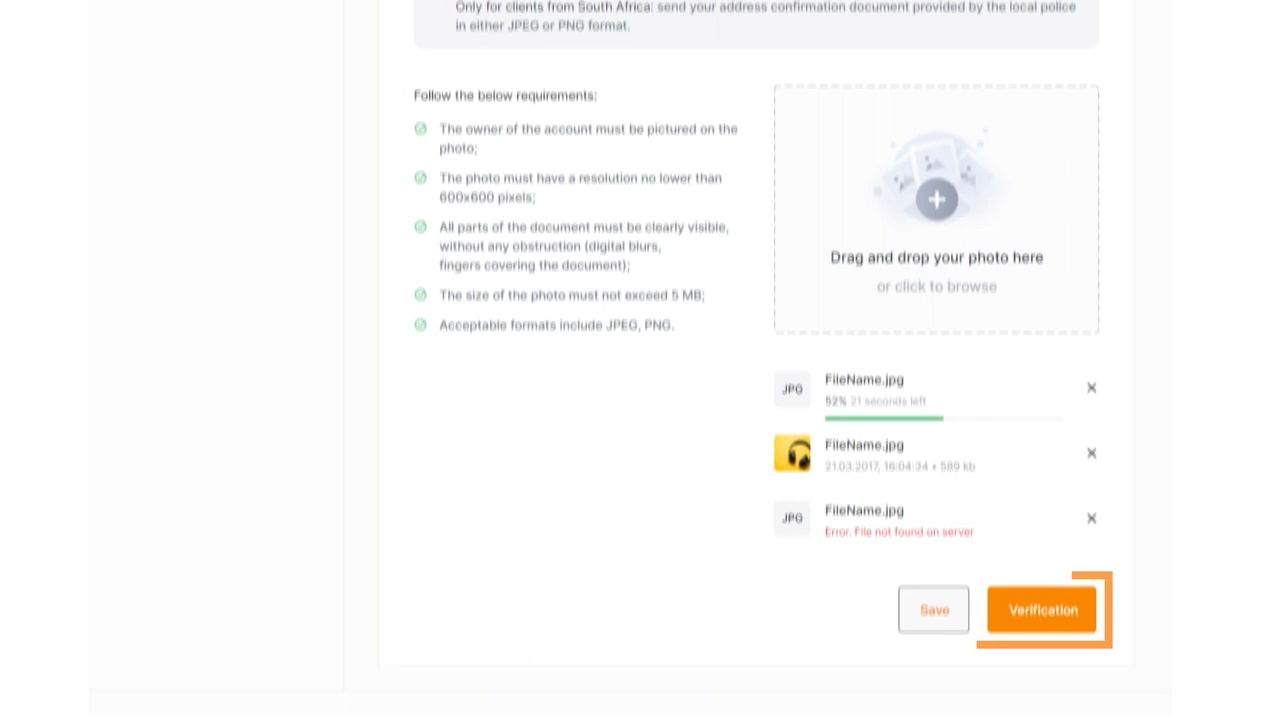 Only for clients from South Africa: send your address confirmation document provided by the local police
in either JPEG or PNG format.
Follow the below requirements:
The owner of the account must be pictured on the
photo;
The photo must have a resolution no lower than
600x600 pixels;
All parts of the document must be clearly visible,
without any obstruction (digital blurs,
fingers covering the document);
The size of the photo must not exceed 5 MB;
Acceptable formats include JPEG, PNG.
Drag and drop your photo here
or click to browse
JPG
FileName.jpg
52% 21 seconds left
FileName.jpg
21.03.2017, 16:04:34 • 589 kb
JPG
FileName.jpg
Error. File not found on server
Save
Verification